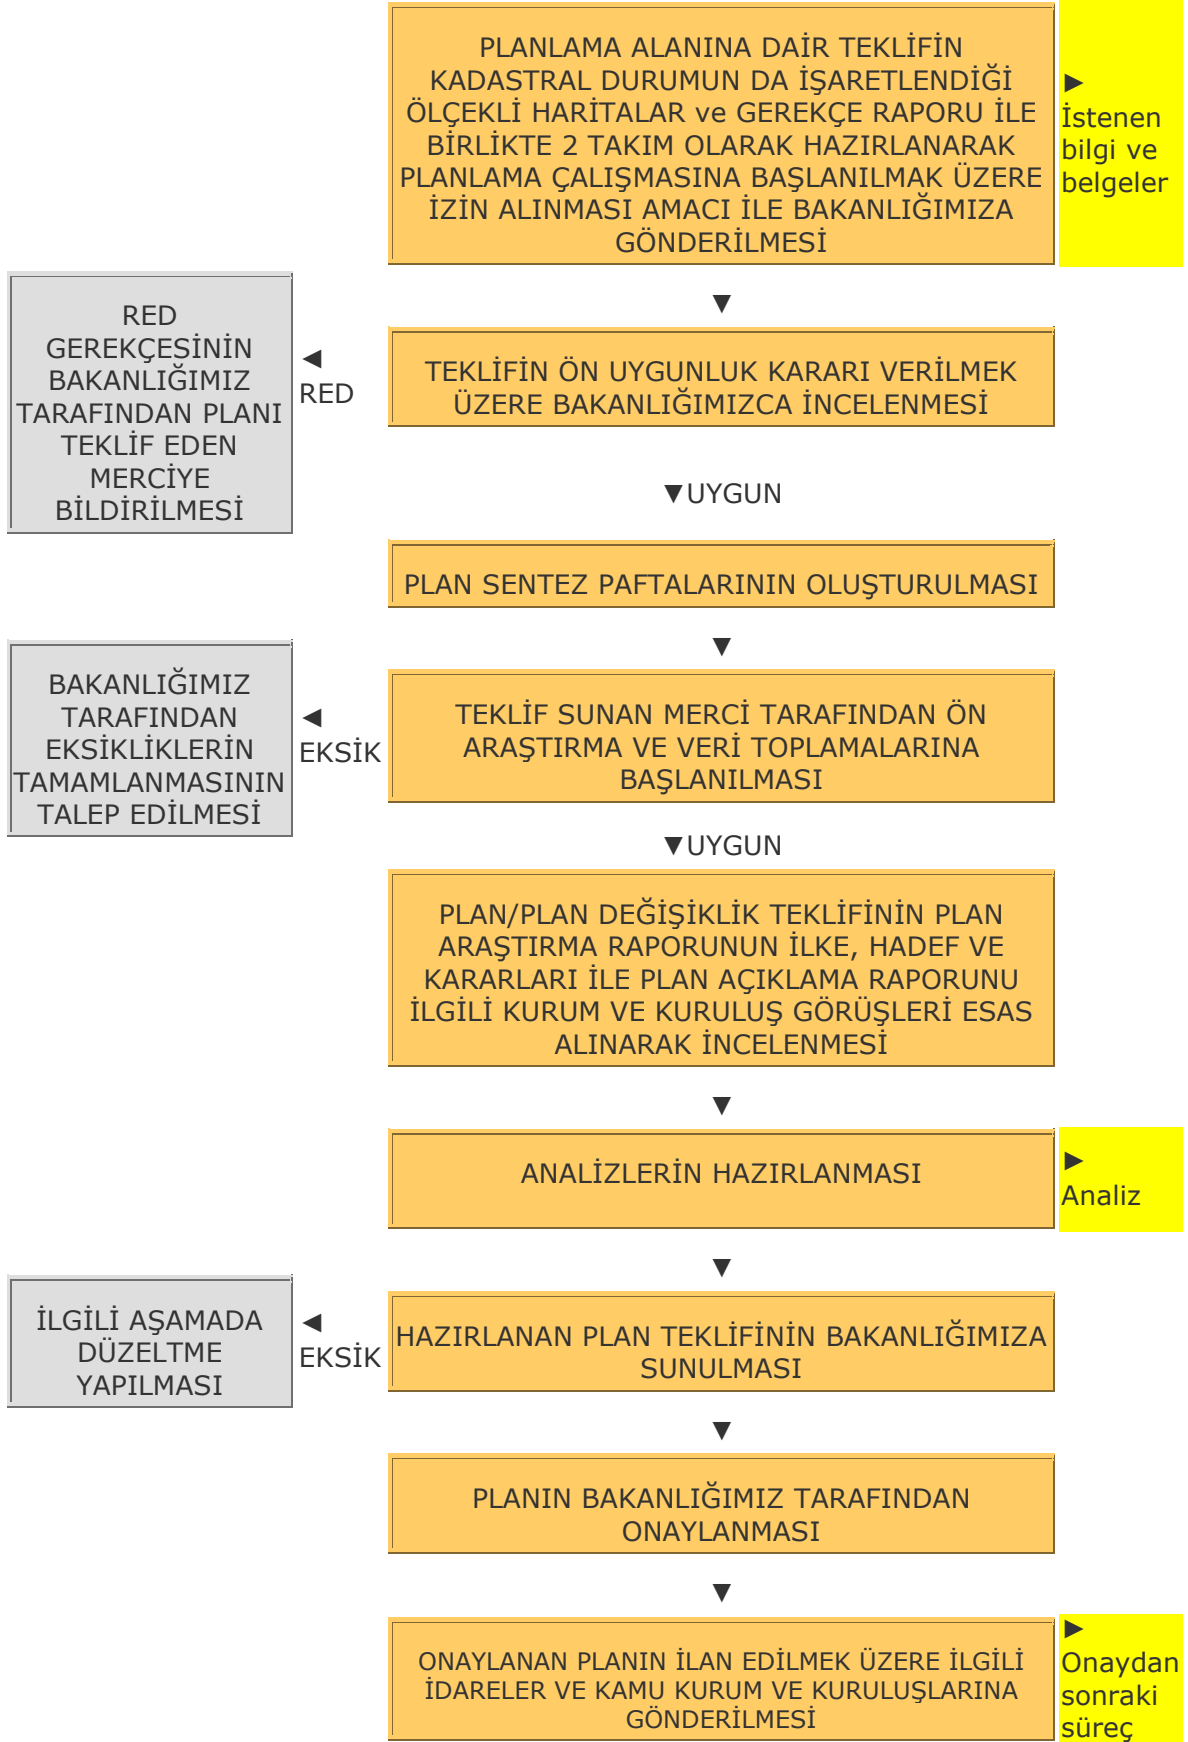 PLANLAMA ALANINA DAİR TEKLİFİN
KADASTRAL DURUMUN DA İŞARETLENDİĞİ
ÖLÇEKLİ HARİTALAR ve GEREKÇE RAPORU İLE
BİRLİKTE 2 TAKIM OLARAK HAZIRLANARAK
PLANLAMA ÇALIŞMASINA BAŞLANILMAK ÜZERE
İZİN ALINMASI AMACI İLE BAKANLIĞIMIZA
GÖNDERİLMESİ
►
İstenen
bilgi ve
belgeler
▼
RED
GEREKÇESİNİN
BAKANLIĞIMIZ
TARAFINDAN PLANI
TEKLİF EDEN
MERCİYE
BİLDİRİLMESİ
◄
RED
TEKLİFİN ÖN UYGUNLUK KARARI VERİLMEK
ÜZERE BAKANLIĞIMIZCA İNCELENMESİ
▼UYGUN
PLAN SENTEZ PAFTALARININ OLUŞTURULMASI
▼
BAKANLIĞIMIZ
TARAFINDAN
EKSİKLİKLERİN
TAMAMLANMASININ
TALEP EDİLMESİ
◄
EKSİK
TEKLİF SUNAN MERCİ TARAFINDAN ÖN
ARAŞTIRMA VE VERİ TOPLAMALARINA
BAŞLANILMASI
▼UYGUN
PLAN/PLAN DEĞİŞİKLİK TEKLİFİNİN PLAN
ARAŞTIRMA RAPORUNUN İLKE, HADEF VE
KARARLARI İLE PLAN AÇIKLAMA RAPORUNU
İLGİLİ KURUM VE KURULUŞ GÖRÜŞLERİ ESAS
ALINARAK İNCELENMESİ
▼
ANALİZLERİN HAZIRLANMASI
►
Analiz
▼
İLGİLİ AŞAMADA
DÜZELTME
YAPILMASI
◄
EKSİK
HAZIRLANAN PLAN TEKLİFİNİN BAKANLIĞIMIZA
SUNULMASI
▼
PLANIN BAKANLIĞIMIZ TARAFINDAN
ONAYLANMASI
▼
ONAYLANAN PLANIN İLAN EDİLMEK ÜZERE İLGİLİ
İDARELER VE KAMU KURUM VE KURULUŞLARINA
GÖNDERİLMESİ
►
Onaydan
sonraki
süreç